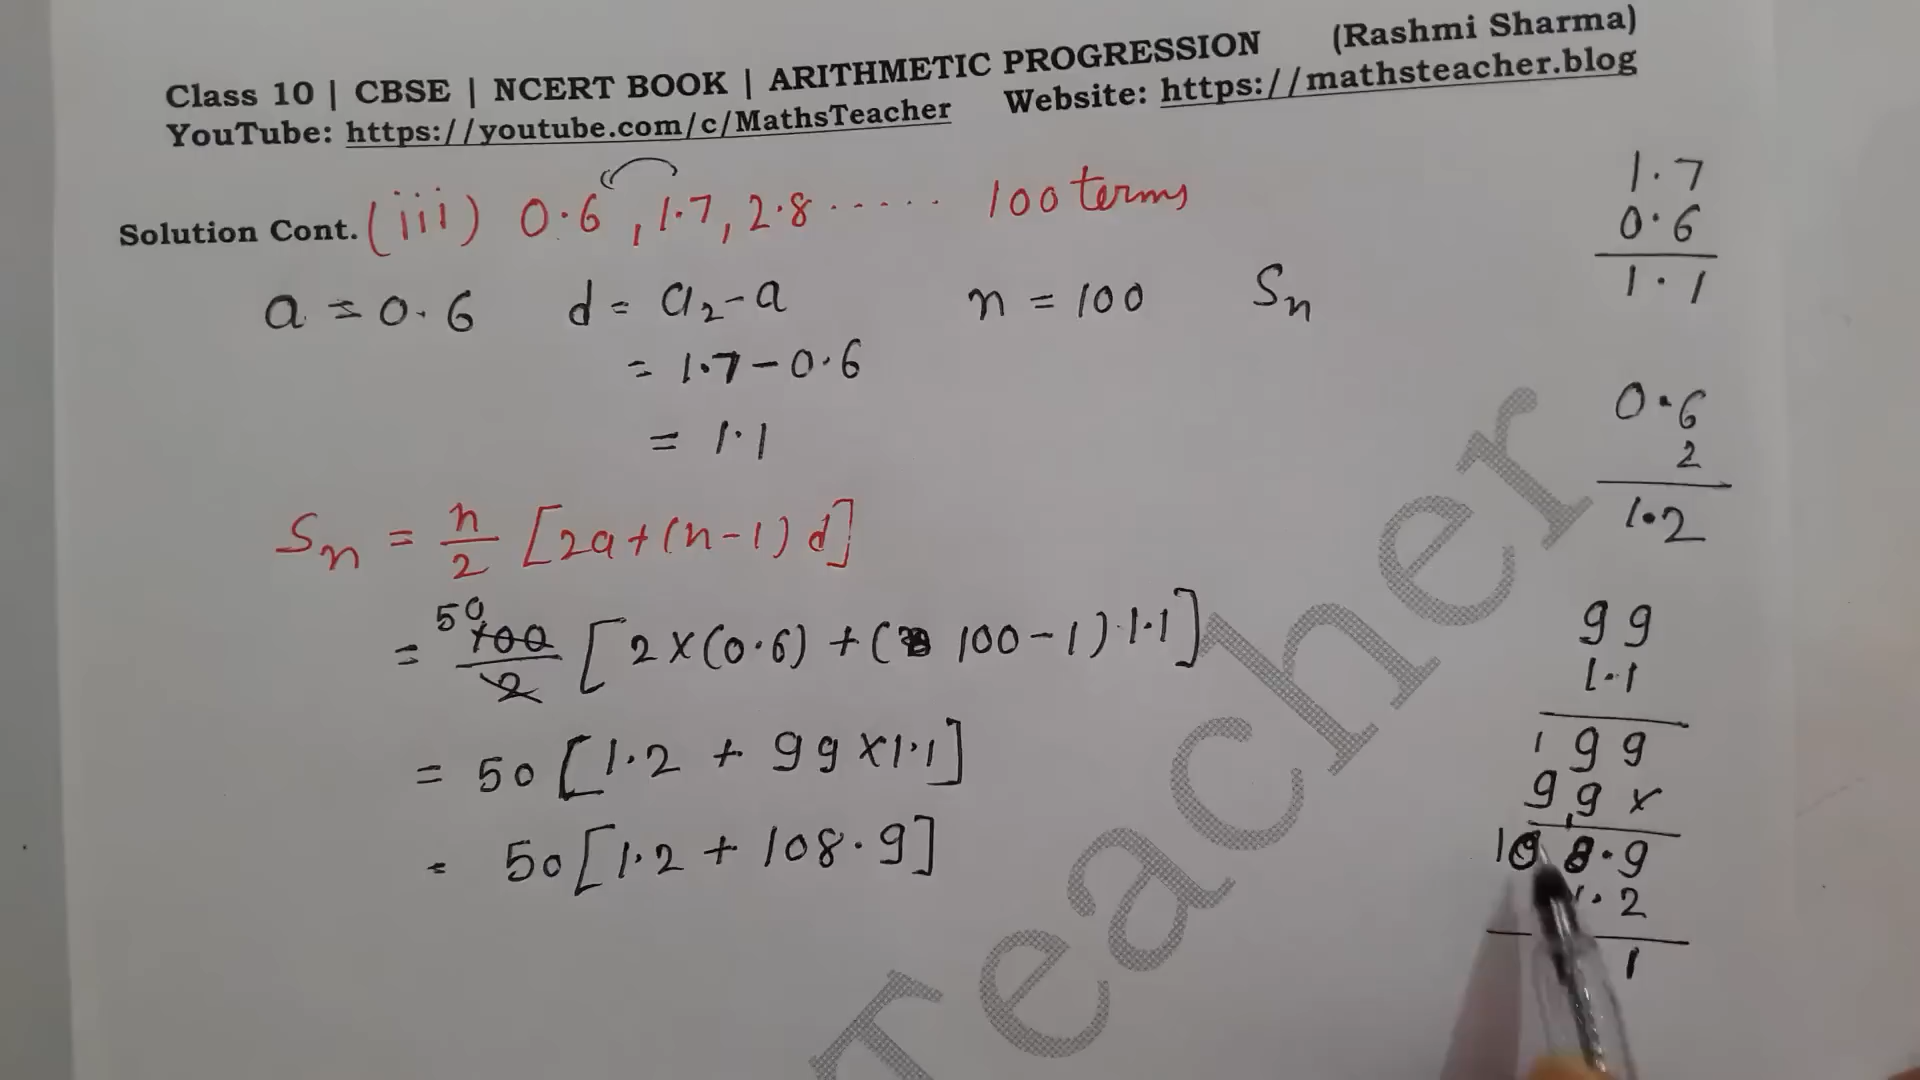 Class 10 | CBSE | NCERT BOOK | ARITHMETIC PROGRESSION (Rashmi Sharma)
YouTube: https://youtube.com/c/MathsTeacher Website: https://mathsteacher.blog
Solution Cont. (iii) 0.6, 1.7, 2.8 ..... 100 terms
a = 0.6 d = a₂-a n = 100 Sn
= 1.7-0.6
= 1.1
Sn = n/2 [2a+(n-1)d]
= 50 100/2 [2×(0.6)+(100-1)1.1]
= 50[1.2 + 99×1.1]
= 50[1.2 + 108.9]
1.7
0.6
1.1
0.6
2
1.2
99
1.1
1 99
99×
1
108.9
1.2
1
Teacher